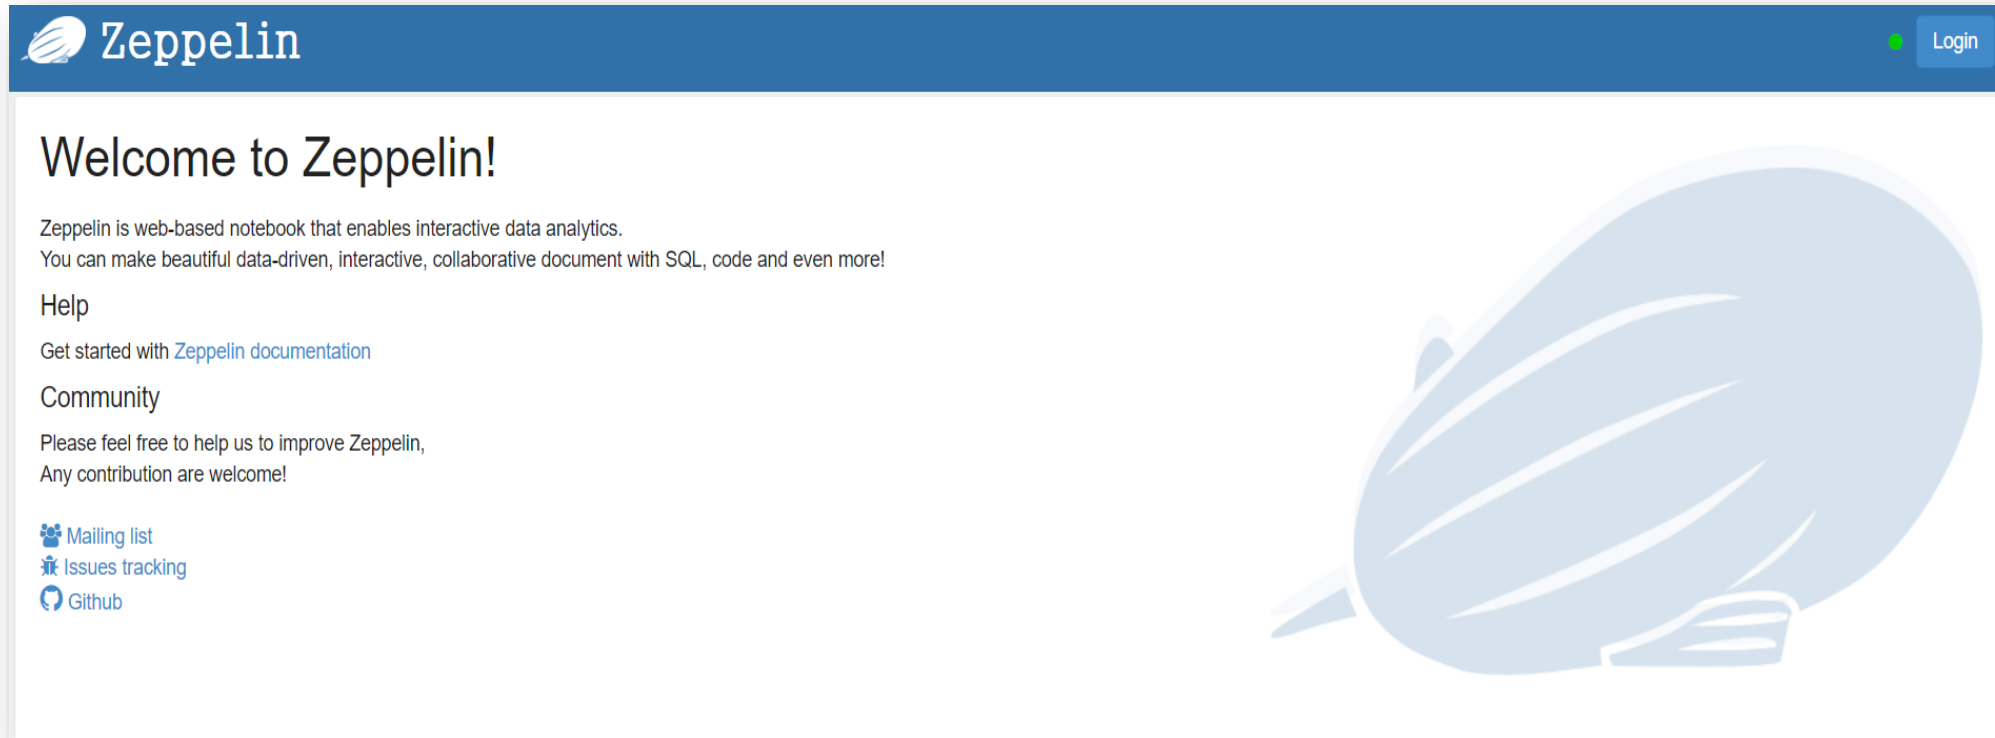 Zeppelin
Login
Welcome to Zeppelin!
Zeppelin is web-based notebook that enables interactive data analytics.
You can make beautiful data-driven, interactive, collaborative document with SQL, code and even more!
Help
Get started with Zeppelin documentation
Community
Please feel free to help us to improve Zeppelin,
Any contribution are welcome!
Mailing list
Issues tracking
Github